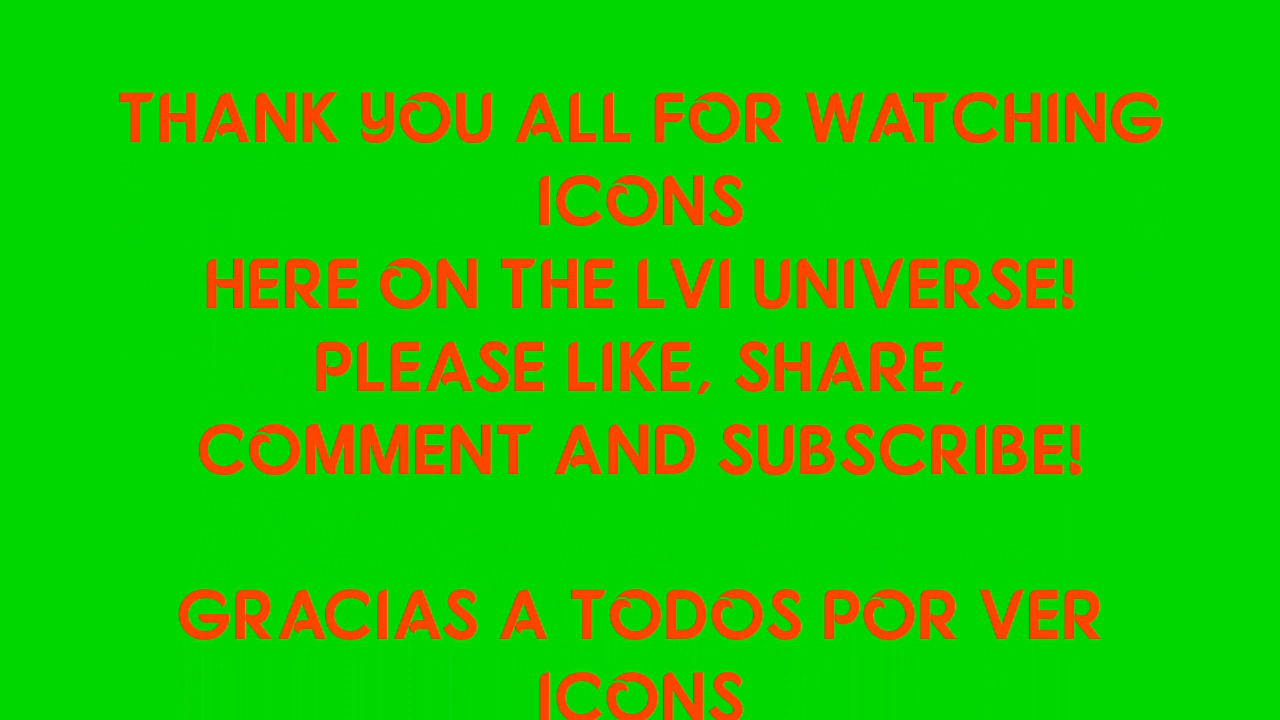 THANK YOU ALL FOR WATCHING
ICONS
HERE ON THE LVI UNIVERSE!
PLEASE LIKE, SHARE,
COMMENT AND SUBSCRIBE!
GRACIAS A TODOS POR VER
ICONS